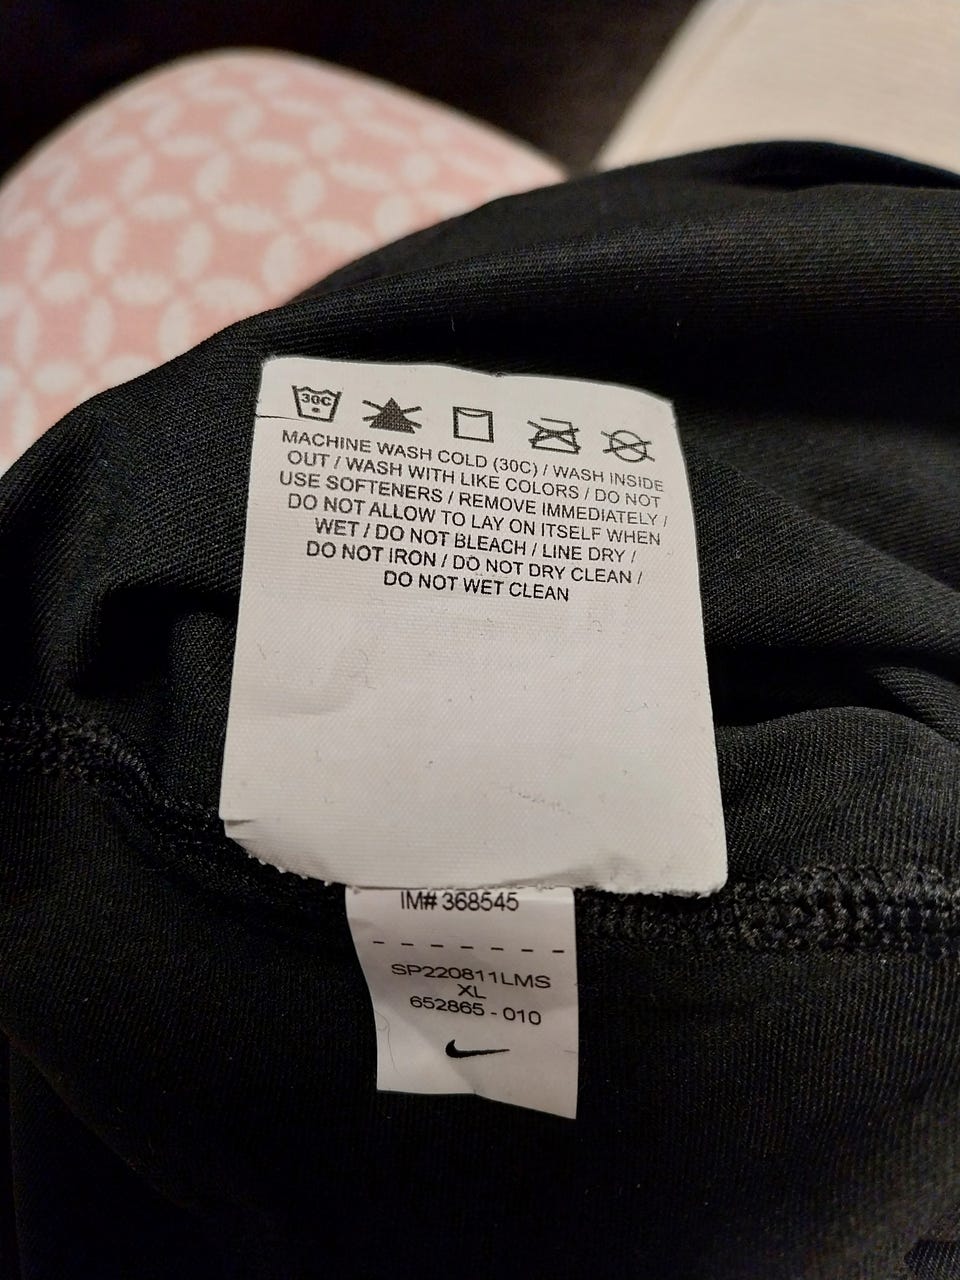 30C
MACHINE WASH COLD (30C) / WASH INSIDE
OUT / WASH WITH LIKE COLORS / DO NOT
USE SOFTENERS / REMOVE IMMEDIATELY /
DO NOT ALLOW TO LAY ON ITSELF WHEN
WET / DO NOT BLEACH / LINE DRY /
DO NOT IRON / DO NOT DRY CLEAN /
DO NOT WET CLEAN
IM# 368545
SP220811LMS
XL
652865 - 010